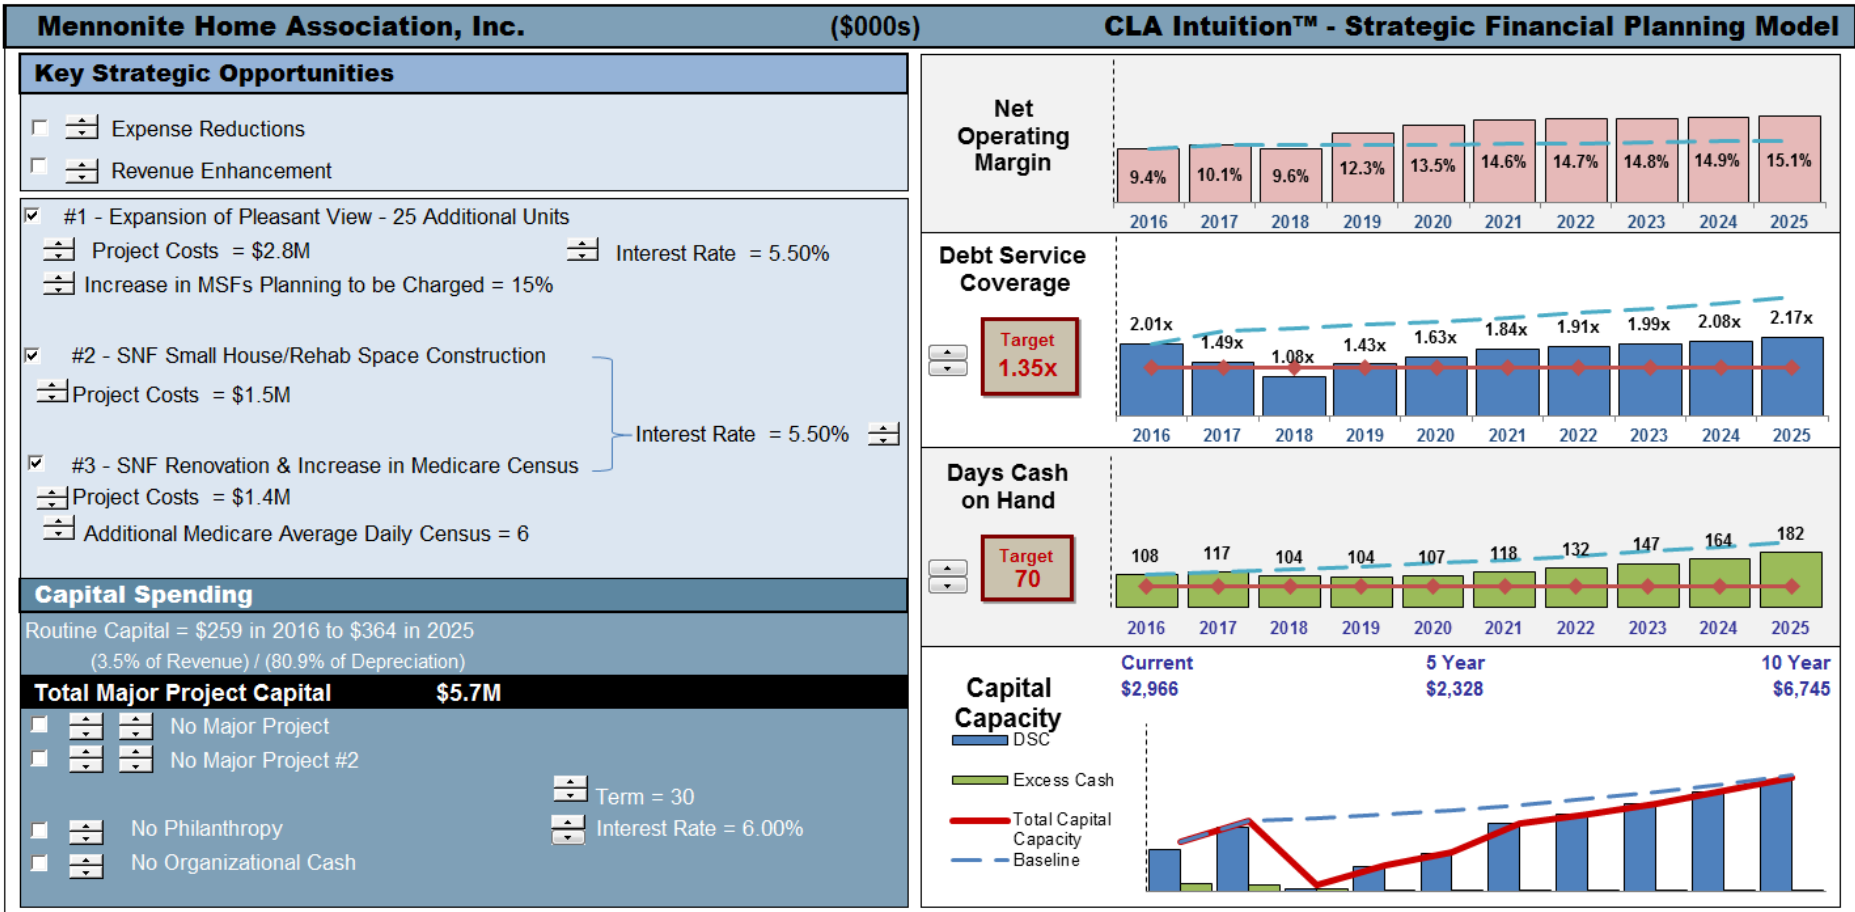 Mennonite Home Association, Inc. ($000s) CLA Intuition™ - Strategic Financial Planning Model
Key Strategic Opportunities
Expense Reductions
Revenue Enhancement
#1 - Expansion of Pleasant View - 25 Additional Units
Project Costs = $2.8M Interest Rate = 5.50%
Increase in MSFs Planning to be Charged = 15%
#2 - SNF Small House/Rehab Space Construction
Project Costs = $1.5M
Interest Rate = 5.50%
#3 - SNF Renovation & Increase in Medicare Census
Project Costs = $1.4M
Additional Medicare Average Daily Census = 6
Capital Spending
Routine Capital = $259 in 2016 to $364 in 2025
(3.5% of Revenue) / (80.9% of Depreciation)
Total Major Project Capital $5.7M
No Major Project
No Major Project #2
Term = 30
No Philanthropy Interest Rate = 6.00%
No Organizational Cash
Net
Operating
Margin
9.4% 10.1% 9.6% 12.3% 13.5% 14.6% 14.7% 14.8% 14.9% 15.1%
2016 2017 2018 2019 2020 2021 2022 2023 2024 2025
Debt Service
Coverage
Target
1.35x
2.01x 1.49x 1.08x 1.43x 1.63x 1.84x 1.91x 1.99x 2.08x 2.17x
2016 2017 2018 2019 2020 2021 2022 2023 2024 2025
Days Cash
on Hand
Target
70
108 117 104 104 107 118 132 147 164 182
2016 2017 2018 2019 2020 2021 2022 2023 2024 2025
Current 5 Year 10 Year
$2,966 $2,328 $6,745
Capital
Capacity
DSC
Excess Cash
Total Capital
Capacity
Baseline